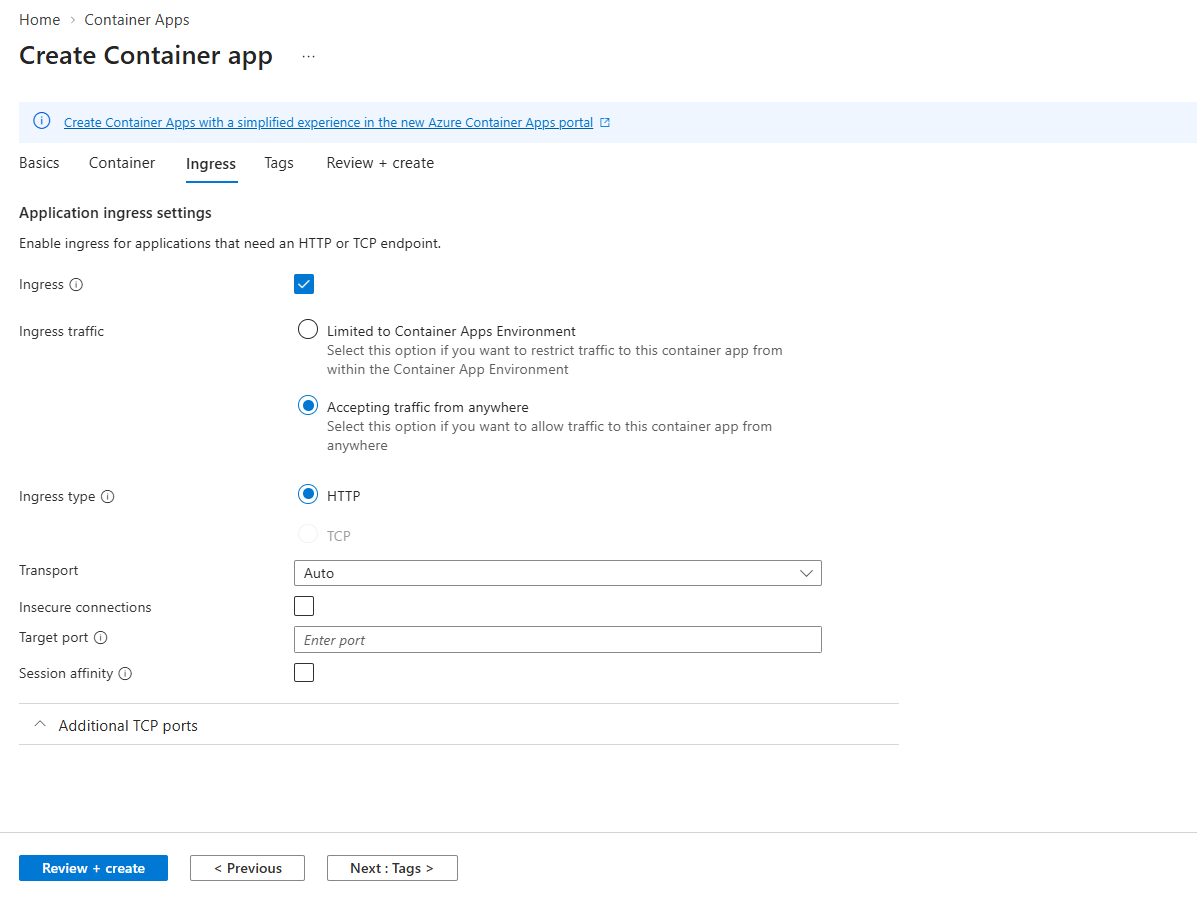 Home > Container Apps
Create Container app ...
Create Container Apps with a simplified experience in the new Azure Container Apps portal
Basics Container Ingress Tags Review + create
Application ingress settings
Enable ingress for applications that need an HTTP or TCP endpoint.
Ingress
Ingress traffic
Limited to Container Apps Environment
Select this option if you want to restrict traffic to this container app from
within the Container App Environment
Accepting traffic from anywhere
Select this option if you want to allow traffic to this container app from
anywhere
Ingress type
HTTP
TCP
Transport
Auto
Insecure connections
Target port
Enter port
Session affinity
Additional TCP ports
Review + create
< Previous
Next : Tags >